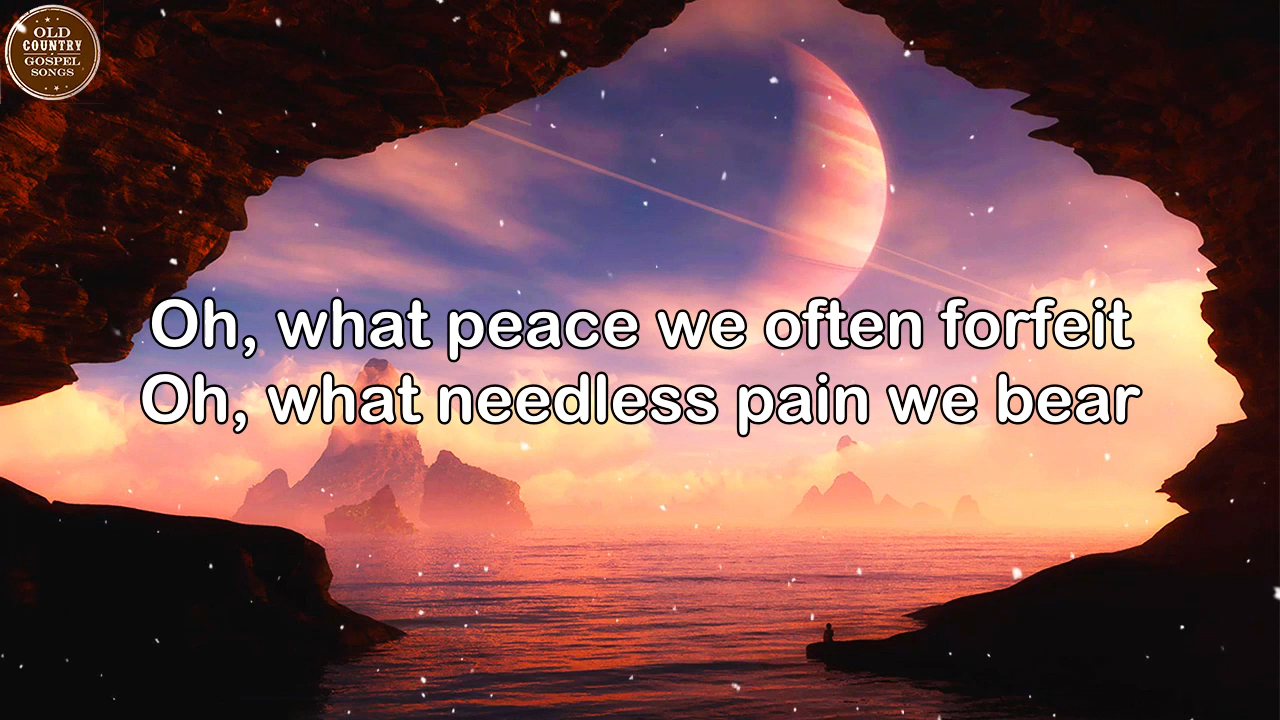 OLD
COUNTRY
GOSPEL
SONGS
Oh, what peace we often forfeit
Oh, what needless pain we bear